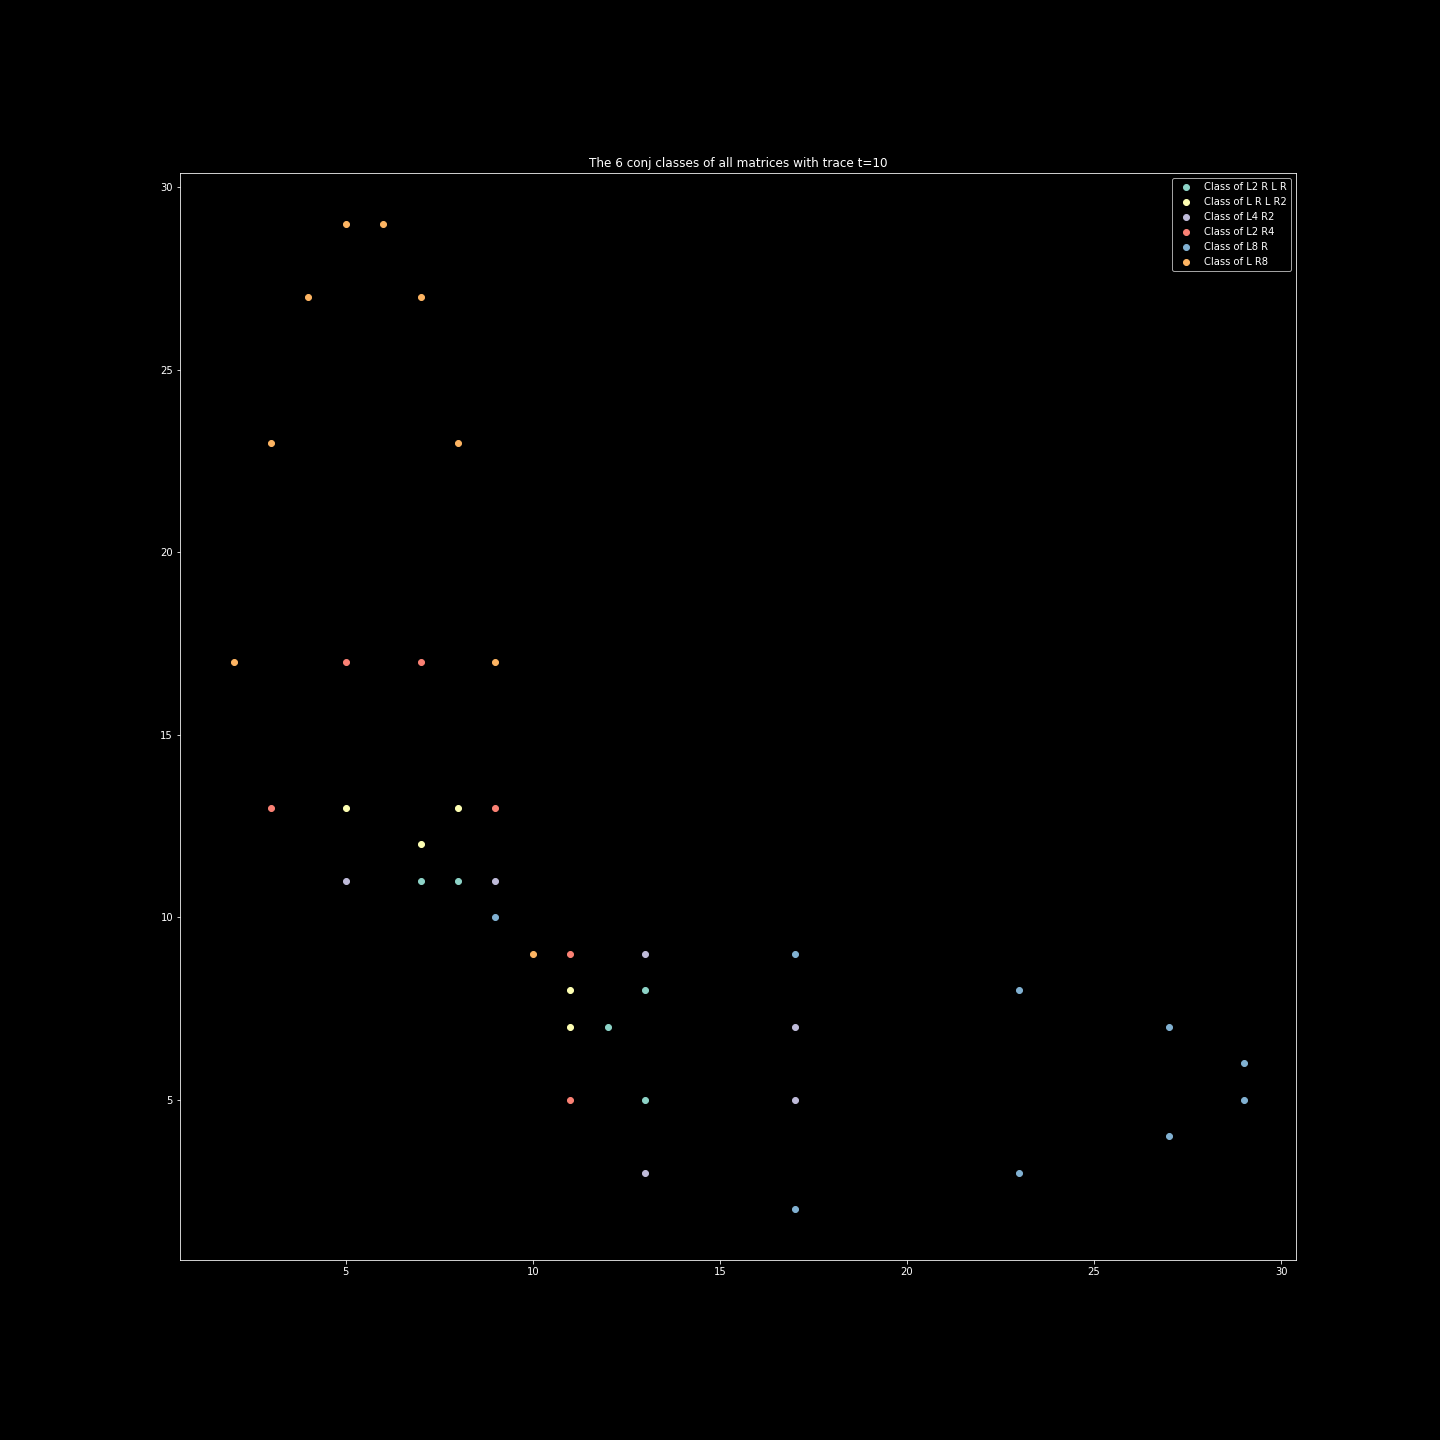 The 6 conj classes of all matrices with trace t=10
30
25
20
15
10
5
5
10
15
20
25
30
Class of L2 R L R
Class of L R L R2
Class of L4 R2
Class of L2 R4
Class of L8 R
Class of L R8